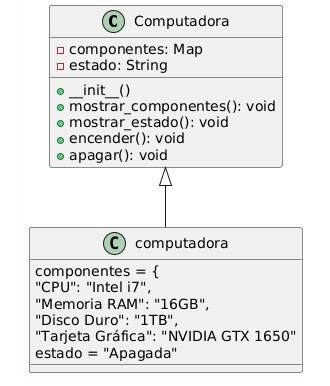 C Computadora
componentes: Map
estado: String
__init__()
mostrar_componentes(): void
mostrar_estado(): void
encender(): void
apagar(): void
C computadora
componentes = {
"CPU": "Intel i7",
"Memoria RAM": "16GB",
"Disco Duro": "1TB",
"Tarjeta Gráfica": "NVIDIA GTX 1650"
estado = "Apagada"